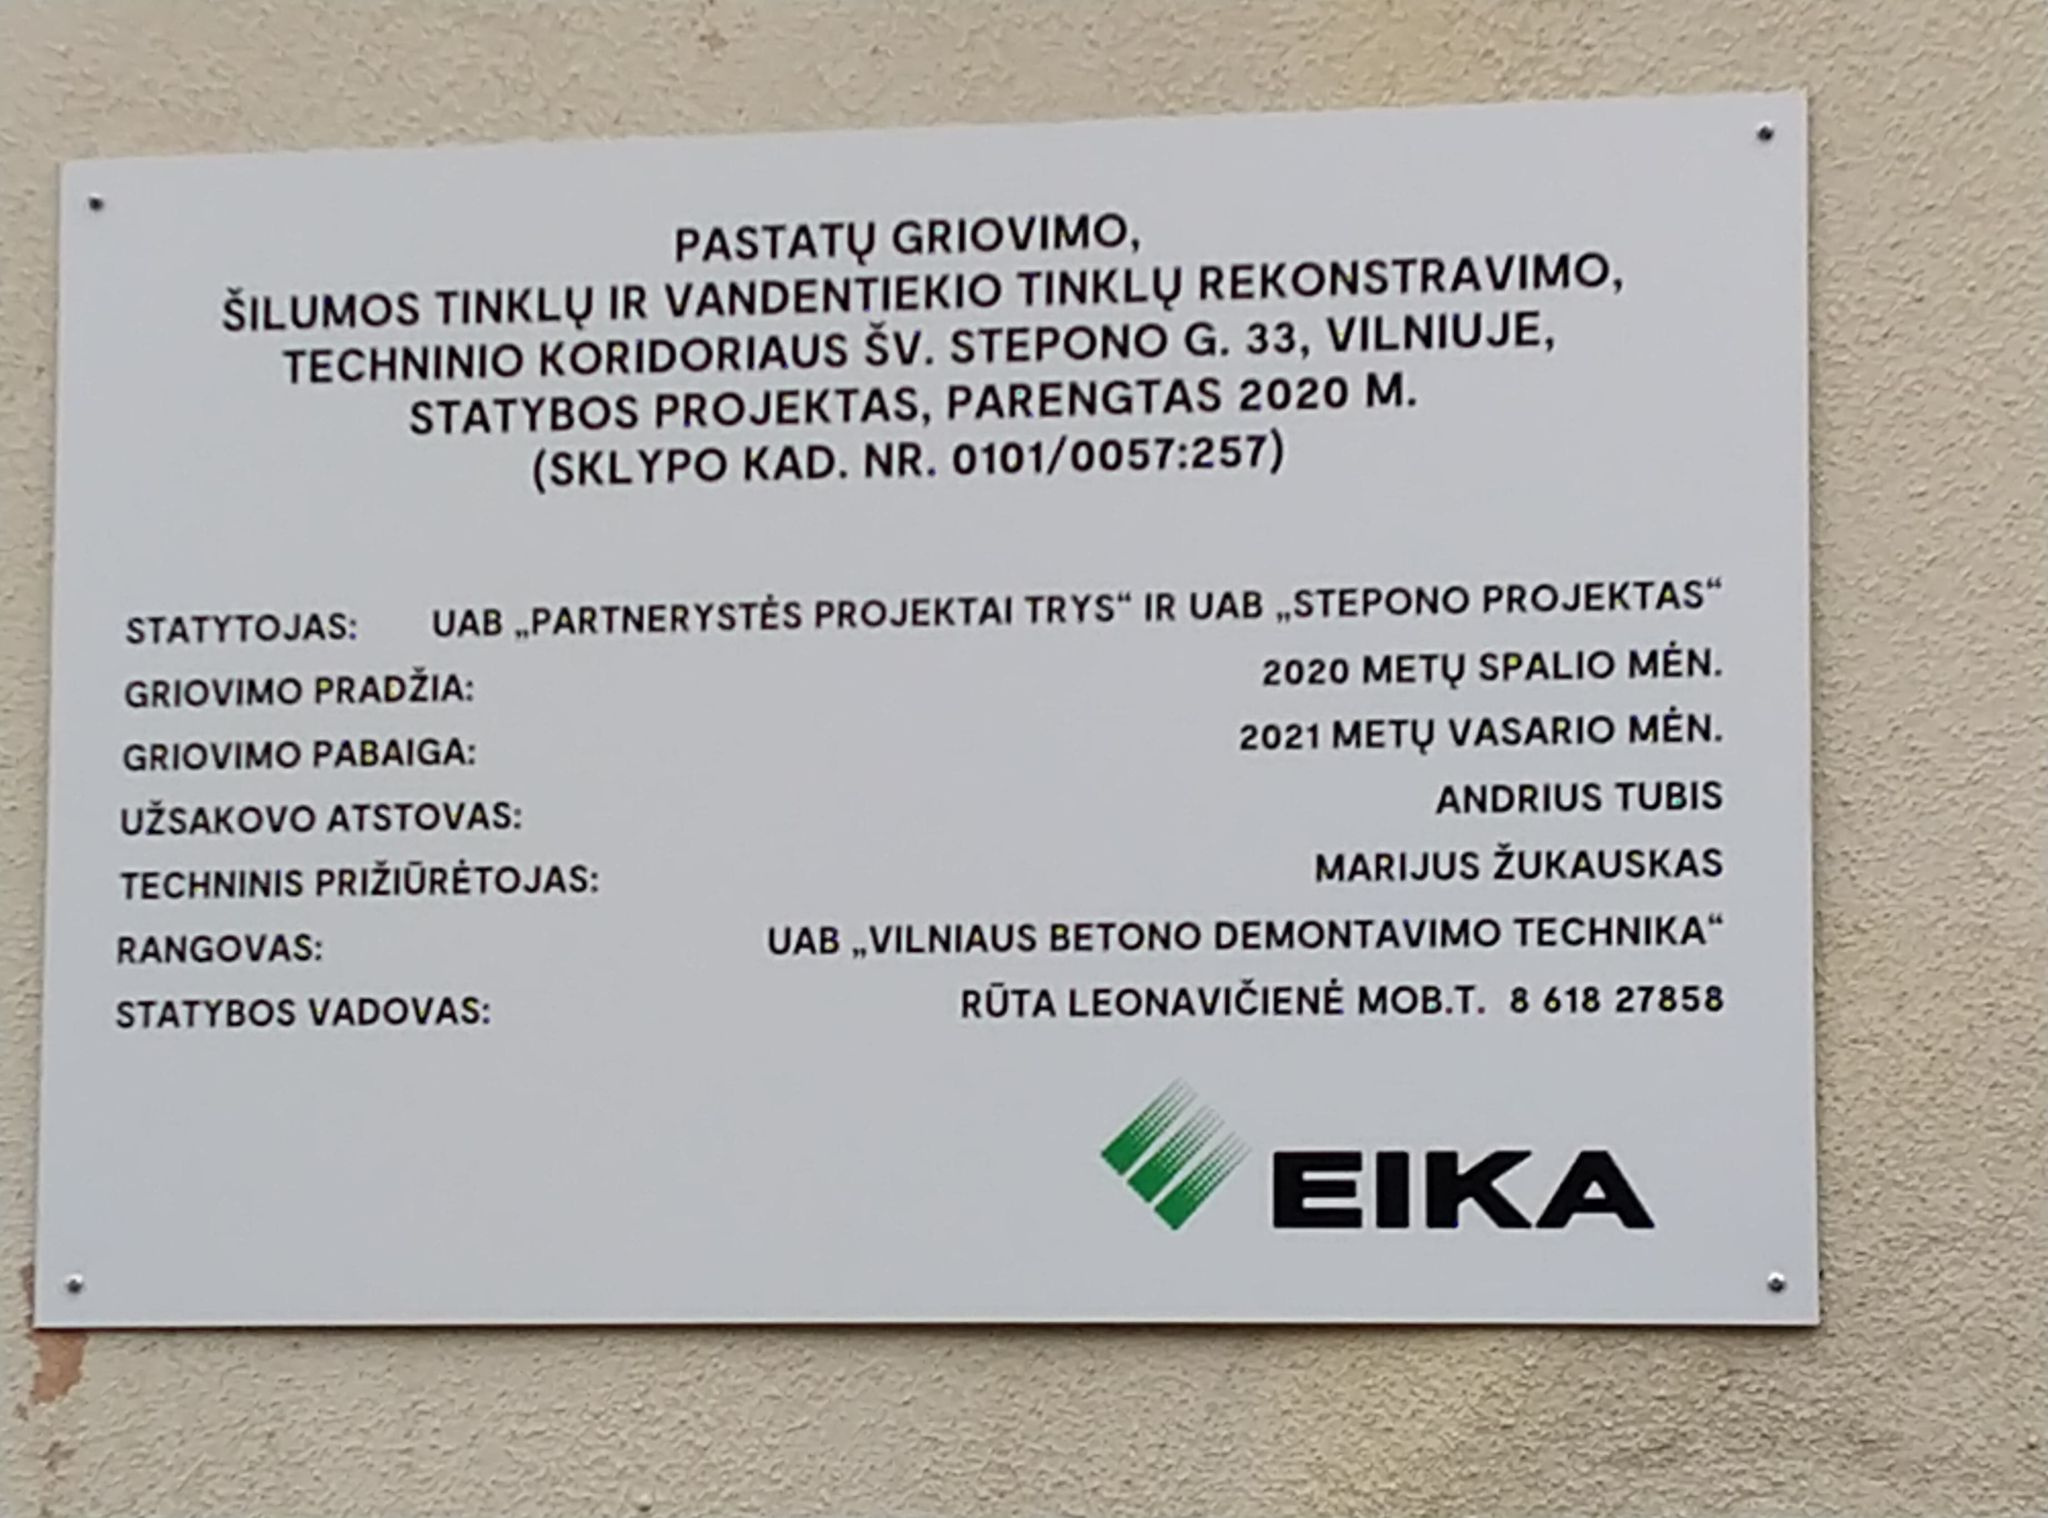 PASTATŲ GRIOVIMO,
ŠILUMOS TINKLŲ IR VANDENTIEKIO TINKLŲ REKONSTRAVIMO,
TECHNINIO KORIDORIAUS ŠV. STEPONO G. 33, VILNIUJE,
STATYBOS PROJEKTAS, PARENGTAS 2020 M.
(SKLYPO KAD. NR. 0101/0057:257)
STATYTOJAS: UAB „PARTNERYSTĖS PROJEKTAI TRYS“ IR UAB „STEPONO PROJEKTAS“
GRIOVIMO PRADŽIA: 2020 METŲ SPALIO MĖN.
GRIOVIMO PABAIGA: 2021 METŲ VASARIO MĖN.
UŽSAKOVO ATSTOVAS: ANDRIUS TUBIS
TECHNINIS PRIŽIŪRĖTOJAS: MARIJUS ŽUKAUSKAS
RANGOVAS: UAB „VILNIAUS BETONO DEMONTAVIMO TECHNIKA“
STATYBOS VADOVAS: RŪTA LEONAVIČIENĖ MOB.T. 8 618 27858
EIKA